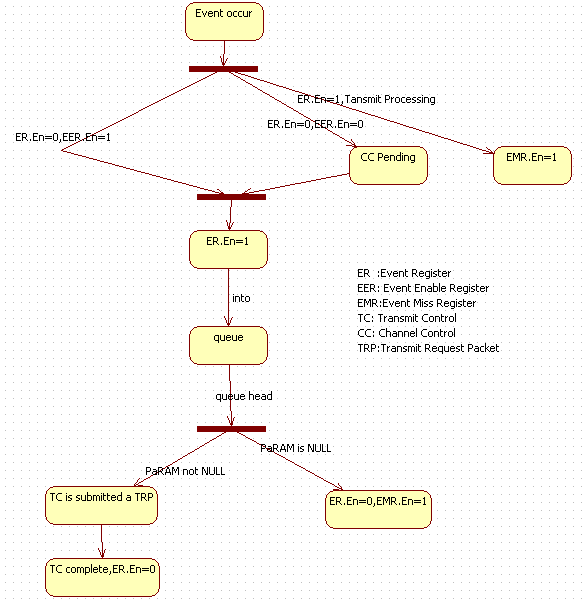 Event occur
ER.En=1,Tansmit Processing
ER.En=0,EER.En=0
ER.En=0,EER.En=1
CC Pending
EMR.En=1
ER.En=1
into
queue
queue head
PaRAM not NULL
PaRAM is NULL
TC is submitted a TRP
ER.En=0,EMR.En=1
TC complete,ER.En=0
ER :Event Register
EER: Event Enable Register
EMR:Event Miss Register
TC: Transmit Control
CC: Channel Control
TRP:Transmit Request Packet